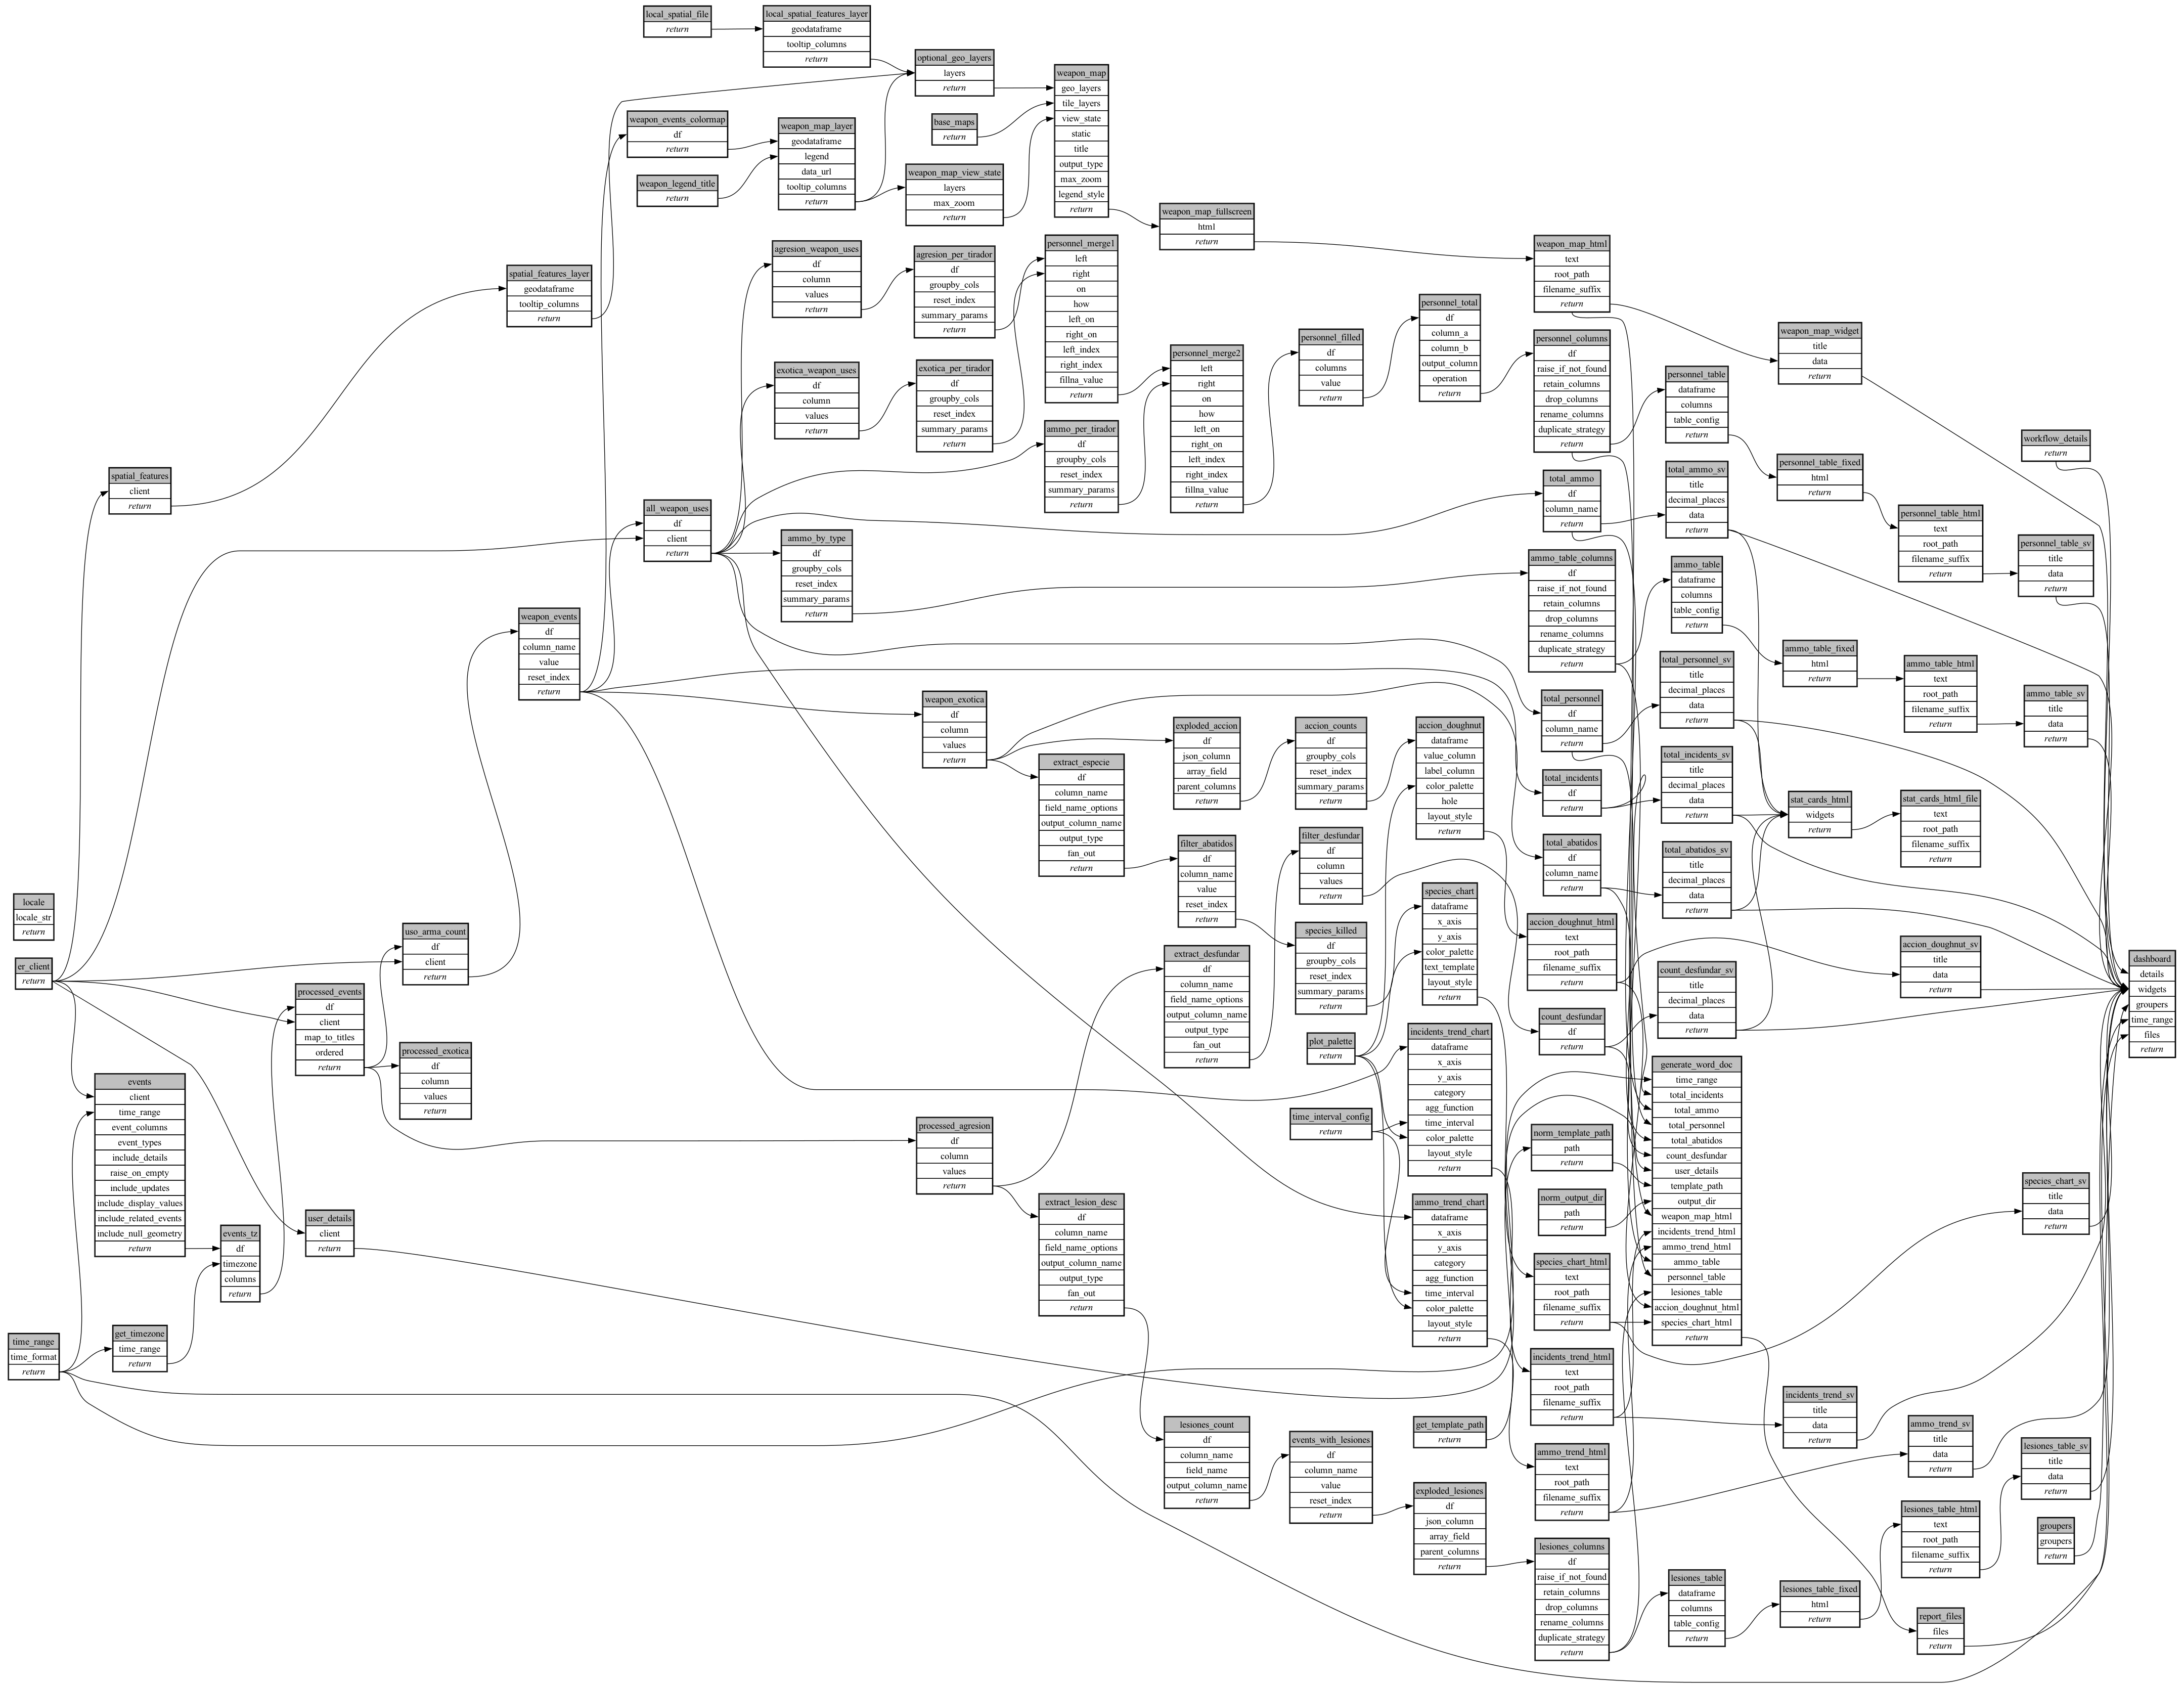 local_spatial_file
return
local_spatial_features_layer
geodataframe
tooltip_columns
return
optional_geo_layers
layers
return
weapon_map
geo_layers
tile_layers
view_state
static
title
output_type
max_zoom
legend_style
return
weapon_events_colormap
df
return
weapon_map_layer
geodataframe
legend
data_url
tooltip_columns
return
base_maps
return
weapon_legend_title
return
weapon_map_view_state
layers
max_zoom
return
weapon_map_fullscreen
html
return
weapon_map_html
text
root_path
filename_suffix
return
agresion_weapon_uses
df
column
values
return
agresion_per_tirador
df
groupby_cols
reset_index
summary_params
return
personnel_merge1
left
right
on
how
left_on
right_on
left_index
right_index
fillna_value
return
spatial_features_layer
geodataframe
tooltip_columns
return
personnel_total
df
column_a
column_b
output_column
operation
return
weapon_map_widget
title
data
return
personnel_filled
df
columns
value
return
personnel_columns
df
raise_if_not_found
retain_columns
drop_columns
rename_columns
duplicate_strategy
return
personnel_merge2
left
right
on
how
left_on
right_on
left_index
right_index
fillna_value
return
exotica_weapon_uses
df
column
values
return
exotica_per_tirador
df
groupby_cols
reset_index
summary_params
return
personnel_table
dataframe
columns
table_config
return
ammo_per_tirador
df
groupby_cols
reset_index
summary_params
return
workflow_details
return
personnel_table_fixed
html
return
spatial_features
client
return
total_ammo
df
column_name
return
total_ammo_sv
title
decimal_places
data
return
personnel_table_html
text
root_path
filename_suffix
return
all_weapon_uses
df
client
return
ammo_by_type
df
groupby_cols
reset_index
summary_params
return
personnel_table_sv
title
data
return
ammo_table_columns
df
raise_if_not_found
retain_columns
drop_columns
rename_columns
duplicate_strategy
return
ammo_table
dataframe
columns
table_config
return
weapon_events
df
column_name
value
reset_index
return
ammo_table_fixed
html
return
total_personnel_sv
title
decimal_places
data
return
ammo_table_html
text
root_path
filename_suffix
return
ammo_table_sv
title
data
return
weapon_exotica
df
column
values
return
total_personnel
df
column_name
return
exploded_accion
df
json_column
array_field
parent_columns
return
accion_counts
df
groupby_cols
reset_index
summary_params
return
accion_doughnut
dataframe
value_column
label_column
color_palette
hole
layout_style
return
extract_especie
df
column_name
field_name_options
output_column_name
output_type
fan_out
return
total_incidents_sv
title
decimal_places
data
return
total_incidents
df
return
stat_cards_html
widgets
return
stat_cards_html_file
text
root_path
filename_suffix
return
filter_abatidos
df
column_name
value
reset_index
return
filter_desfundar
df
column
values
return
total_abatidos
df
column_name
return
total_abatidos_sv
title
decimal_places
data
return
species_chart
dataframe
x_axis
y_axis
color_palette
text_template
layout_style
return
locale
locale_str
return
uso_arma_count
df
client
return
species_killed
df
groupby_cols
reset_index
summary_params
return
accion_doughnut_html
text
root_path
filename_suffix
return
accion_doughnut_sv
title
data
return
extract_desfundar
df
column_name
field_name_options
output_column_name
output_type
fan_out
return
dashboard
details
widgets
groupers
time_range
files
return
er_client
return
count_desfundar_sv
title
decimal_places
data
return
processed_events
df
client
map_to_titles
ordered
return
count_desfundar
df
return
incidents_trend_chart
dataframe
x_axis
y_axis
category
agg_function
time_interval
color_palette
layout_style
return
plot_palette
return
processed_exotica
df
column
values
return
generate_word_doc
time_range
total_incidents
total_ammo
total_personnel
total_abatidos
count_desfundar
user_details
template_path
output_dir
weapon_map_html
incidents_trend_html
ammo_trend_html
ammo_table
personnel_table
lesiones_table
accion_doughnut_html
species_chart_html
return
events
client
time_range
event_columns
event_types
include_details
raise_on_empty
include_updates
include_display_values
include_related_events
include_null_geometry
return
time_interval_config
return
processed_agresion
df
column
values
return
norm_template_path
path
return
species_chart_sv
title
data
return
norm_output_dir
path
return
extract_lesion_desc
df
column_name
field_name_options
output_column_name
output_type
fan_out
return
ammo_trend_chart
dataframe
x_axis
y_axis
category
agg_function
time_interval
color_palette
layout_style
return
user_details
client
return
events_tz
df
timezone
columns
return
species_chart_html
text
root_path
filename_suffix
return
get_timezone
time_range
return
time_range
time_format
return
incidents_trend_html
text
root_path
filename_suffix
return
incidents_trend_sv
title
data
return
lesiones_count
df
column_name
field_name
output_column_name
return
get_template_path
return
ammo_trend_sv
title
data
return
events_with_lesiones
df
column_name
value
reset_index
return
ammo_trend_html
text
root_path
filename_suffix
return
lesiones_table_sv
title
data
return
exploded_lesiones
df
json_column
array_field
parent_columns
return
lesiones_table_html
text
root_path
filename_suffix
return
groupers
groupers
return
lesiones_columns
df
raise_if_not_found
retain_columns
drop_columns
rename_columns
duplicate_strategy
return
lesiones_table
dataframe
columns
table_config
return
lesiones_table_fixed
html
return
report_files
files
return